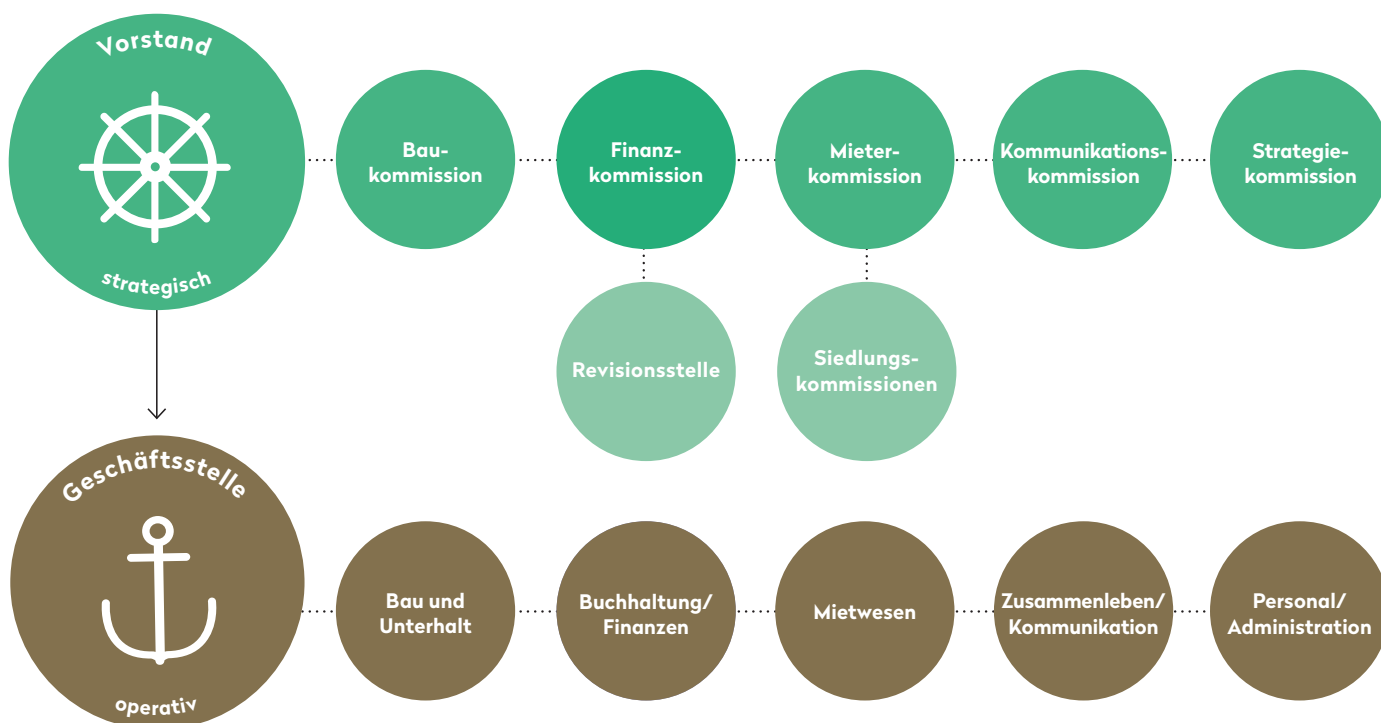 Vorstand
strategisch
Bau-
kommission
Finanz-
kommission
Mieter-
kommission
Kommunikations-
kommission
Strategie-
kommission
Revisionsstelle
Siedlungs-
kommissionen
Geschäftsstelle
operativ
Bau und
Unterhalt
Buchhaltung/
Finanzen
Mietwesen
Zusammenleben/
Kommunikation
Personal/
Administration